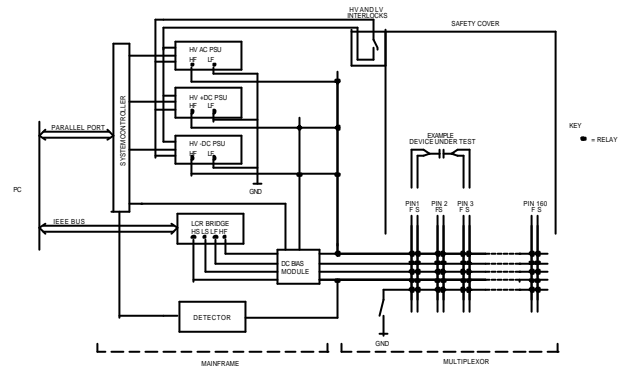 HV AND LV
INTERLOCKS
SAFETY COVER
HV AC PSU
HF LF
HV +DC PSU
HF LF
HV -DC PSU
HF LF
SYSTEM CONTROLLER
PARALLEL PORT
PC
IEEE BUS
GND
LCR BRIDGE
HS LS LF HF
DC BIAS
MODULE
DETECTOR
EXAMPLE
DEVICE UNDER TEST
PIN1
F S
PIN 2
FS
PIN 3
F S
PIN 160
F S
GND
KEY
= RELAY
MAINFRAME
MULTIPLEXOR